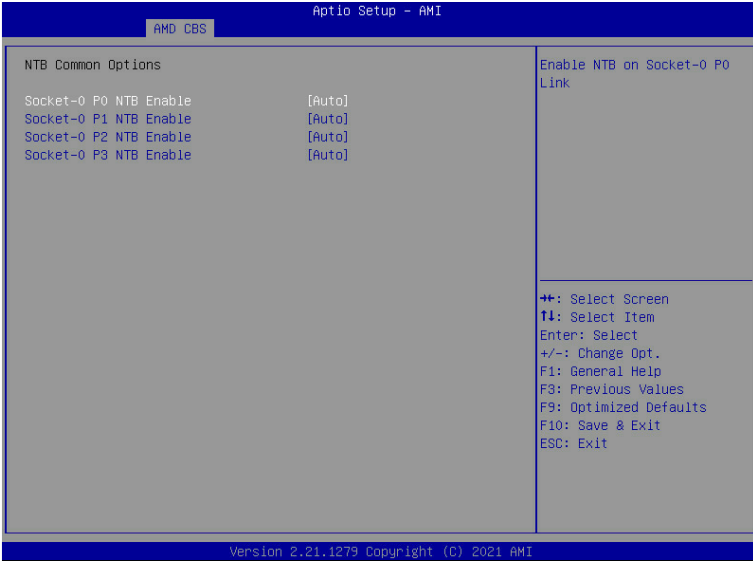 Aptio Setup - AMI
AMD CBS
NTB Common Options
Socket-0 P0 NTB Enable [Auto]
Socket-0 P1 NTB Enable [Auto]
Socket-0 P2 NTB Enable [Auto]
Socket-0 P3 NTB Enable [Auto]
Enable NTB on Socket-0 P0
Link
→←: Select Screen
↑↓: Select Item
Enter: Select
+/-: Change Opt.
F1: General Help
F3: Previous Values
F9: Optimized Defaults
F10: Save & Exit
ESC: Exit
Version 2.21.1279 Copyright (C) 2021 AMI